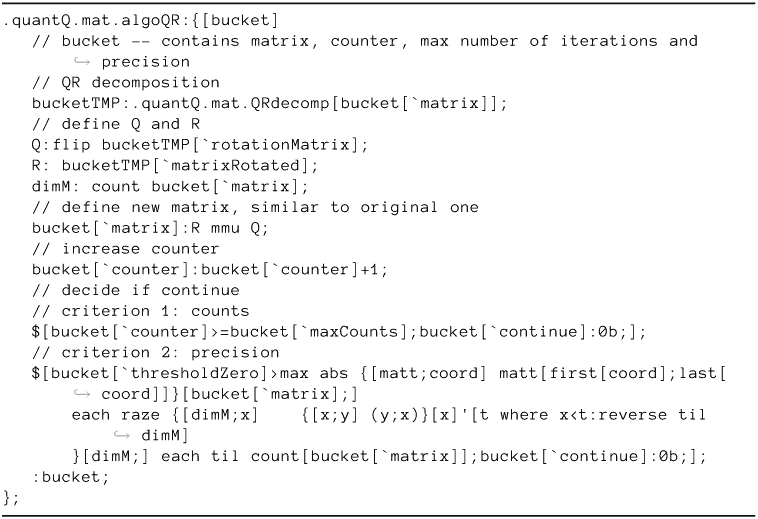 .quantQ.mat.algoQR:{[bucket]
// bucket -- contains matrix, counter, max number of iterations and
↪ precision
// QR decomposition
bucketTMP:.quantQ.mat.QRdecomp[bucket[`matrix]];
// define Q and R
Q:flip bucketTMP[`rotationMatrix];
R: bucketTMP[`matrixRotated];
dimM: count bucket[`matrix];
// define new matrix, similar to original one
bucket[`matrix]:R mmu Q;
// increase counter
bucket[`counter]:bucket[`counter]+1;
// decide if continue
// criterion 1: counts
$[bucket[`counter]>=bucket[`maxCounts];bucket[`continue]:0b;];
// criterion 2: precision
$[bucket[`thresholdZero]>max abs {[matt;coord] matt[first[coord];last[
↪ coord]]}[bucket[`matrix];]
each raze {[dimM;x]    {[x;y] (y;x)}[x]'[t where x<t:reverse til
↪ dimM]
}[dimM;] each til count[bucket[`matrix]];bucket[`continue]:0b;];
:bucket;
};